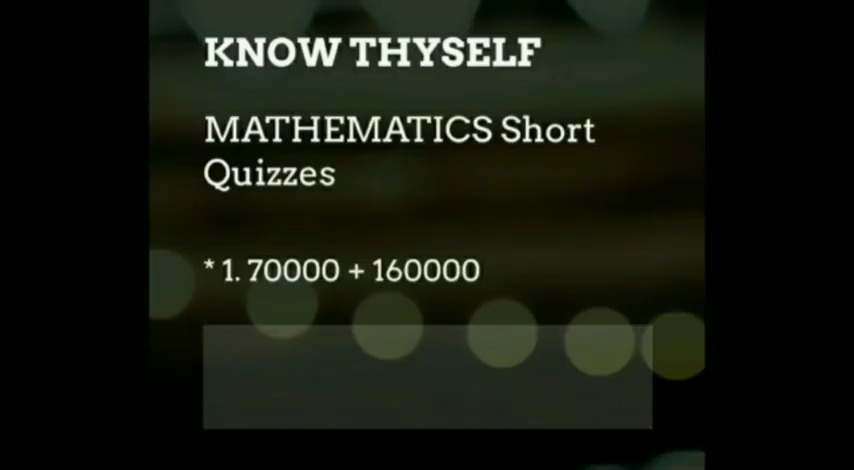 KNOW THYSELF
MATHEMATICS Short
Quizzes
* 1. 70000 + 160000